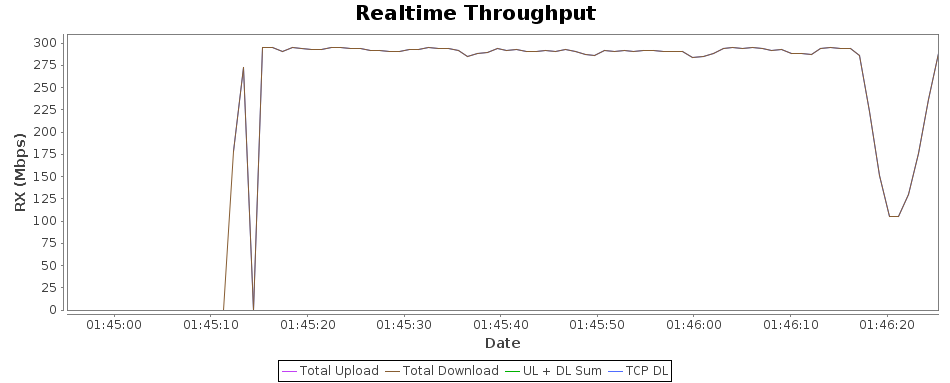 Realtime Throughput
RX (Mbps)
300
275
250
225
200
175
150
125
100
75
50
25
0
01:45:00 01:45:10 01:45:20 01:45:30 01:45:40 01:45:50 01:46:00 01:46:10 01:46:20
Date
Total Upload Total Download UL + DL Sum TCP DL